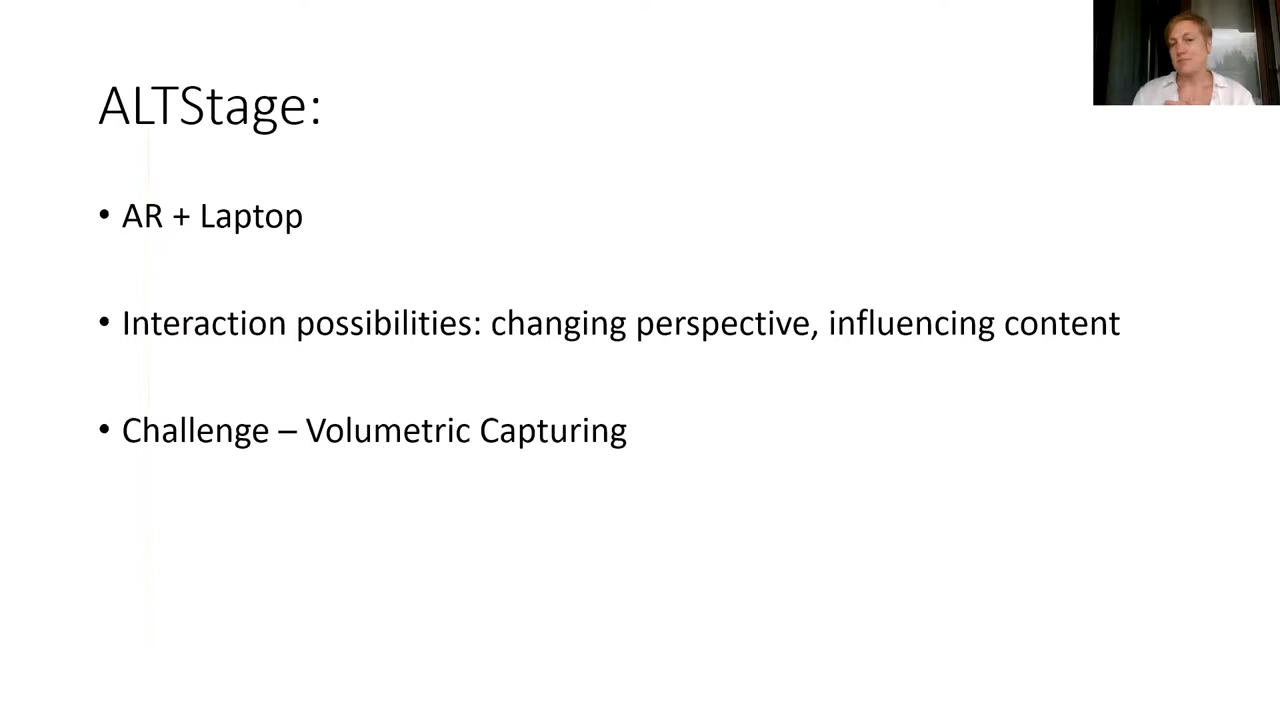 ALTStage:
• AR + Laptop
• Interaction possibilities: changing perspective, influencing content
• Challenge – Volumetric Capturing